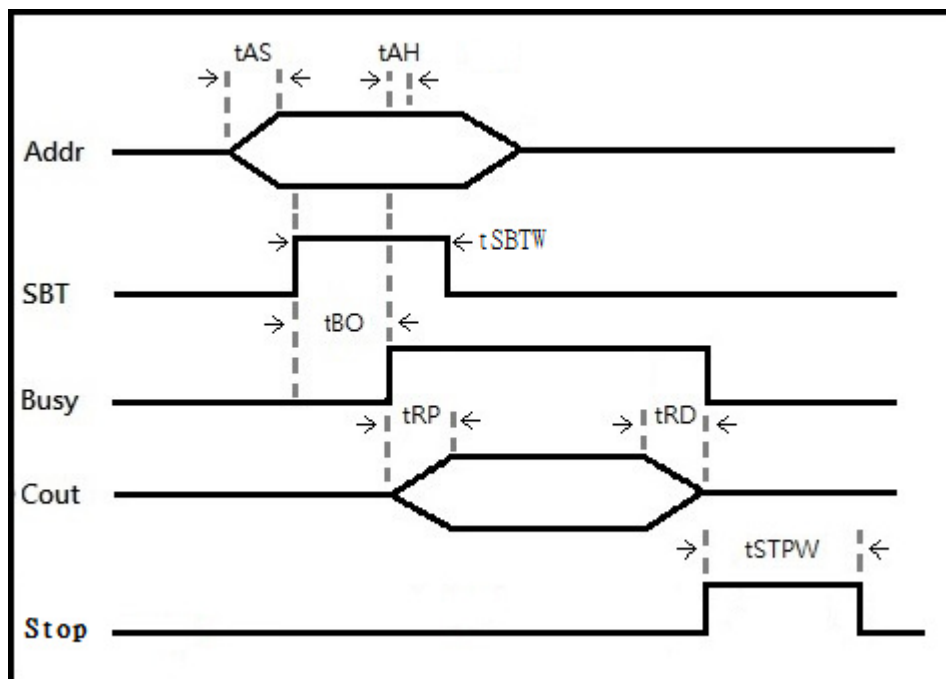 tAS tAH
Addr
tSBTW
SBT
tBO
Busy
tRP tRD
Cout
tSTPW
Stop